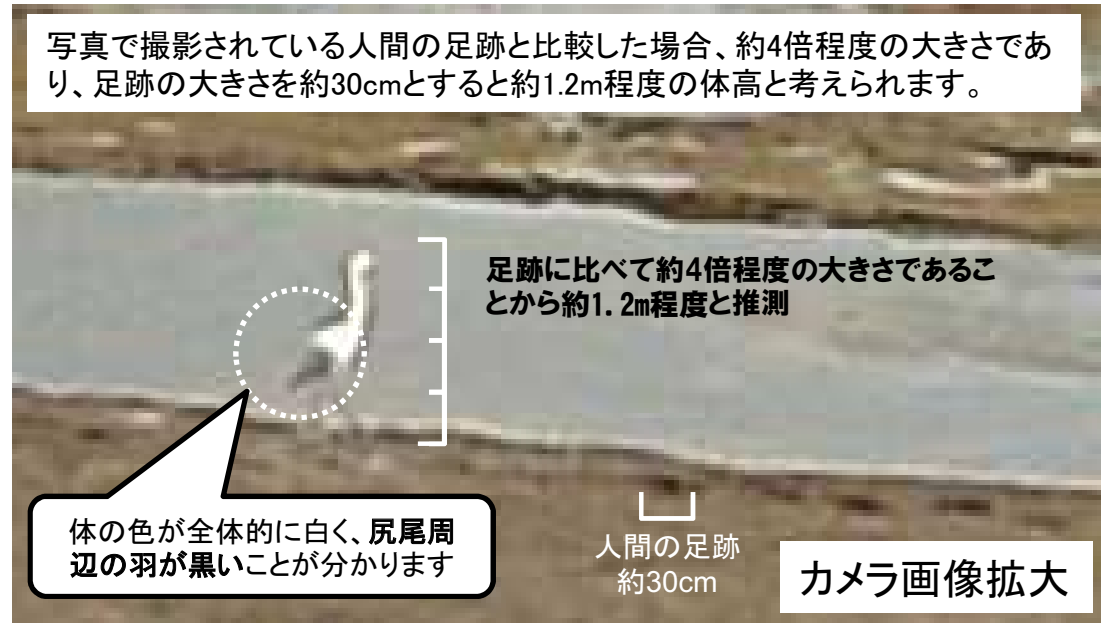 写真で撮影されている人間の足跡と比較した場合、約4倍程度の大きさであ
り、足跡の大きさを約30cmとすると約1.2m程度の体高と考えられます。
足跡に比べて約4倍程度の大きさであるこ
とから約1.2m程度と推測
体の色が全体的に白く、尻尾周
辺の羽が黒いことが分かります
人間の足跡
約30cm
カメラ画像拡大